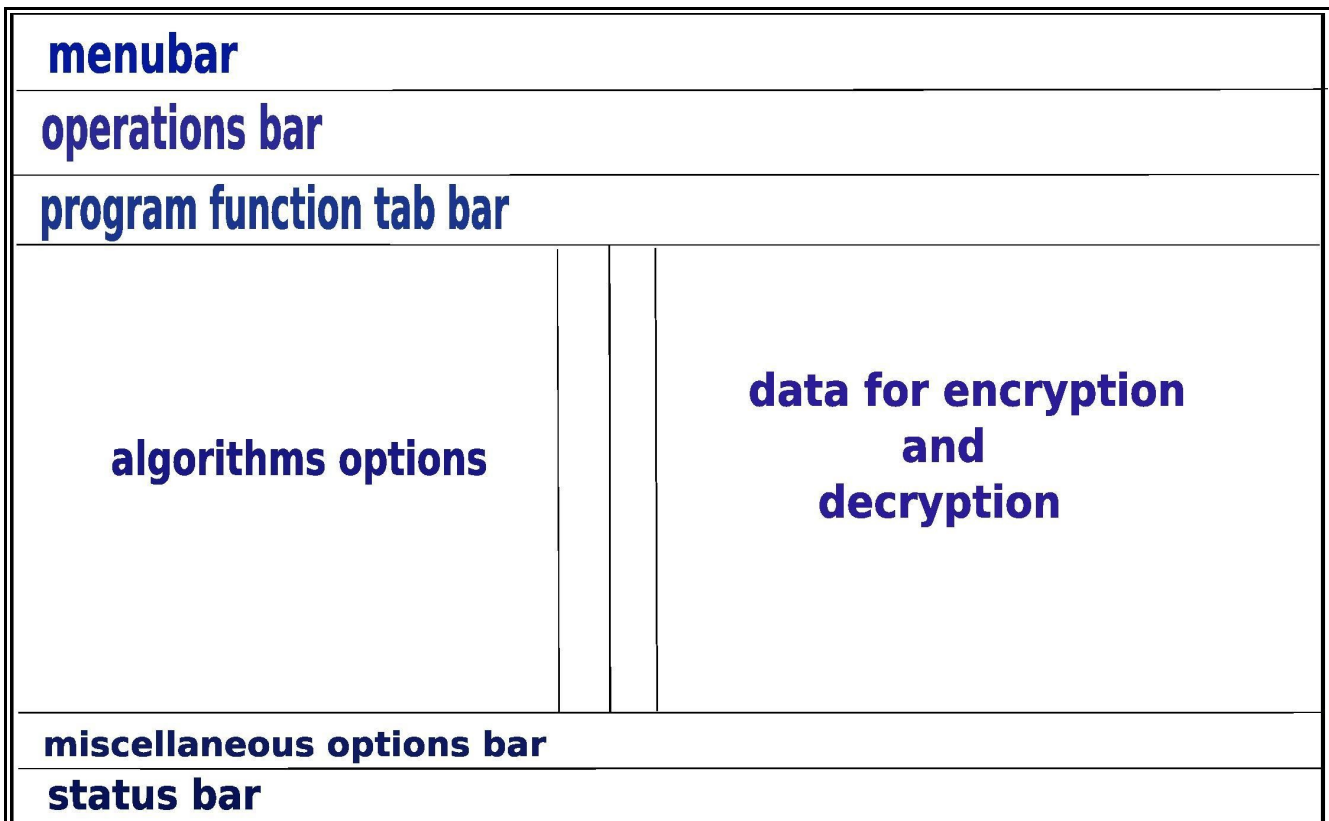 menubar
operations bar
program function tab bar
algorithms options
data for encryption
and
decryption
miscellaneous options bar
status bar